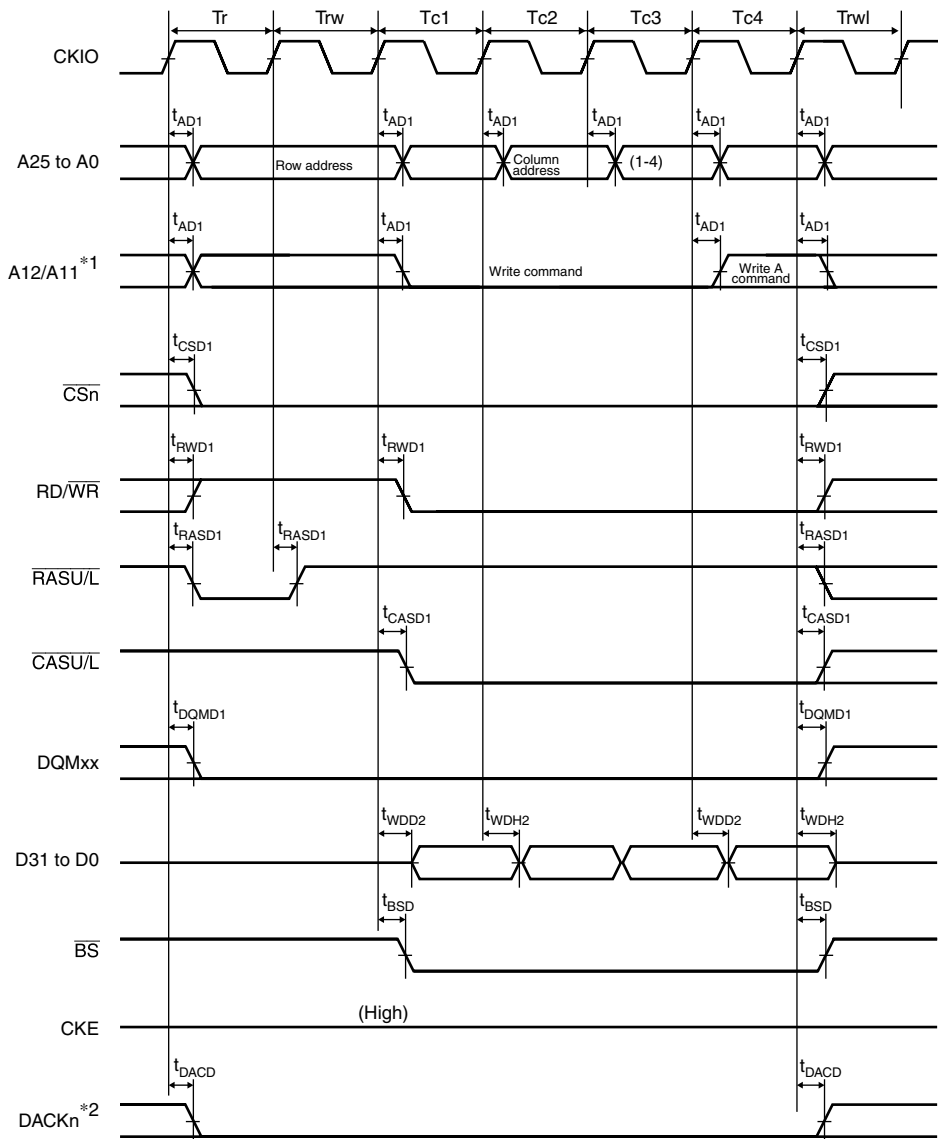 Tr Trw Tc1 Tc2 Tc3 Tc4 Trwl
CKIO
tAD1 tAD1 tAD1 tAD1 tAD1 tAD1
A25 to A0 Row address Column address (1-4)
tAD1 tAD1 tAD1 tAD1
A12/A11*1 Write command Write A command
tCSD1 tCSD1
CSn
tRWD1 tRWD1 tRWD1
RD/WR
tRASD1 tRASD1 tRASD1
RASU/L
tCASD1 tCASD1
CASU/L
tDQMD1 tDQMD1
DQMxx
tWDD2 tWDH2 tWDD2 tWDH2
D31 to D0
tBSD tBSD
BS
(High)
CKE
tDACD tDACD
DACKn*2